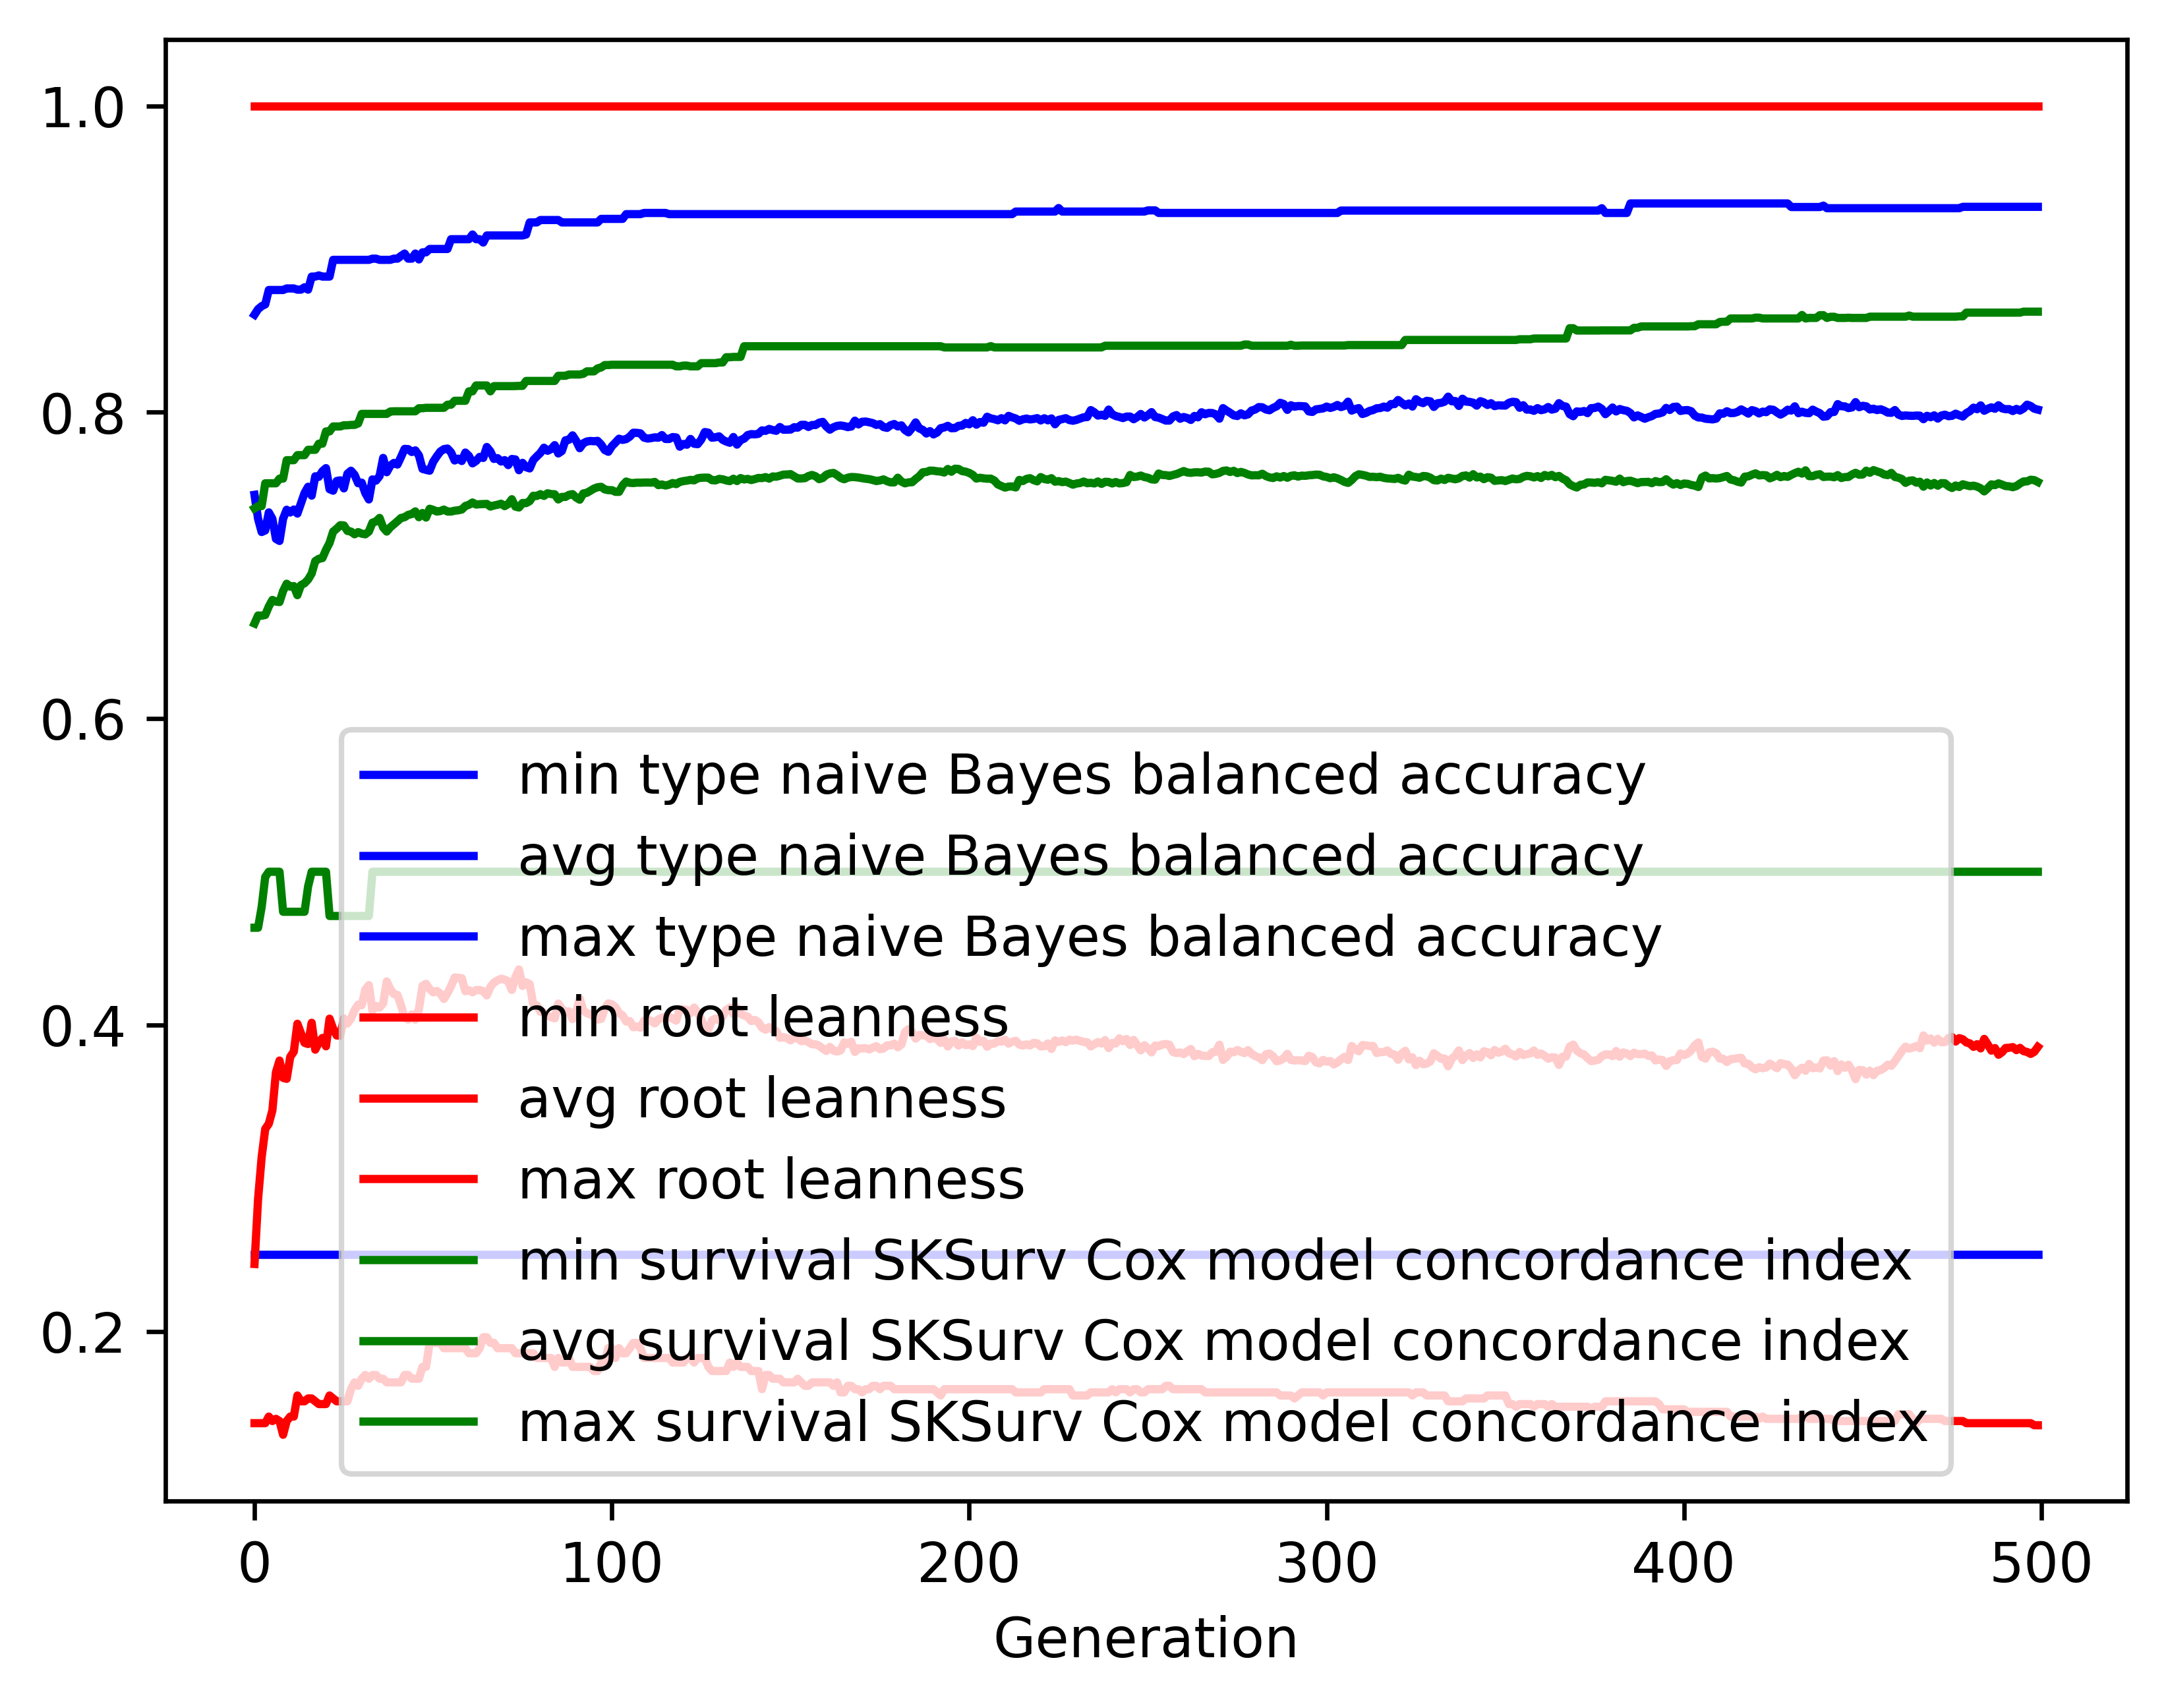 1.0
0.8
0.6
0.4
0.2
min type naive Bayes balanced accuracy
avg type naive Bayes balanced accuracy
max type naive Bayes balanced accuracy
min root leanness
avg root leanness
max root leanness
min survival SKSurv Cox model concordance index
avg survival SKSurv Cox model concordance index
max survival SKSurv Cox model concordance index
0 100 200 300 400 500
Generation